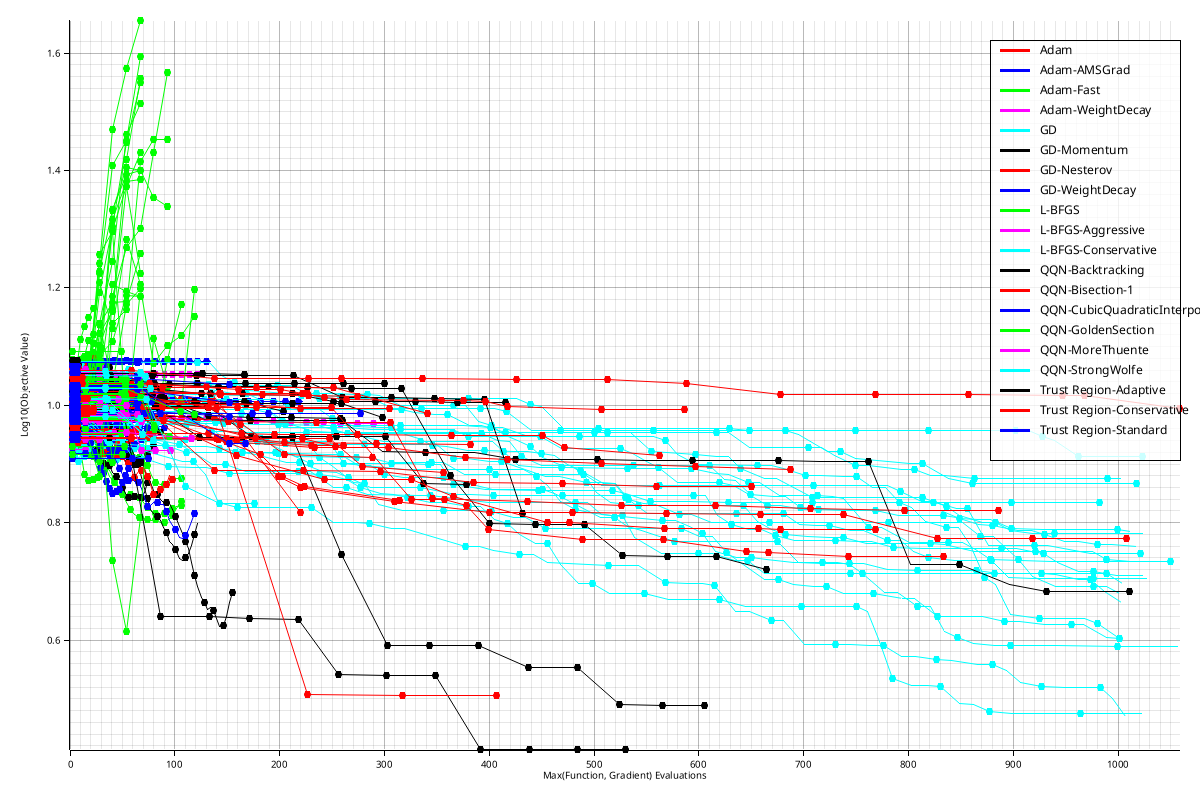 1.6
1.4
1.2
1.0
0.8
0.6
Log10(Objective Value)
0
100
200
300
400
500
600
700
800
900
1000
Max(Function, Gradient) Evaluations
Adam
Adam-AMSGrad
Adam-Fast
Adam-WeightDecay
GD
GD-Momentum
GD-Nesterov
GD-WeightDecay
L-BFGS
L-BFGS-Aggressive
L-BFGS-Conservative
QQN-Backtracking
QQN-Bisection-1
QQN-CubicQuadraticInterpo
QQN-GoldenSection
QQN-MoreThuente
QQN-StrongWolfe
Trust Region-Adaptive
Trust Region-Conservative
Trust Region-Standard